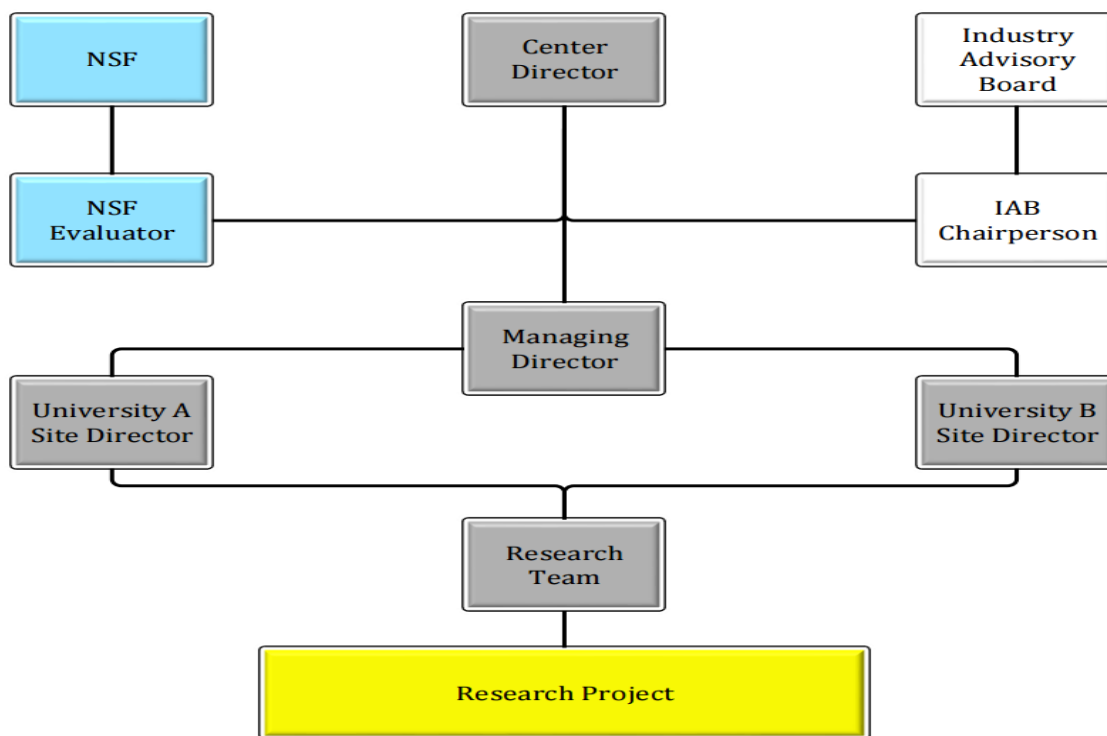 NSF
Center
Director
Industry
Advisory
Board
NSF
Evaluator
IAB
Chairperson
Managing
Director
University A
Site Director
University B
Site Director
Research
Team
Research Project